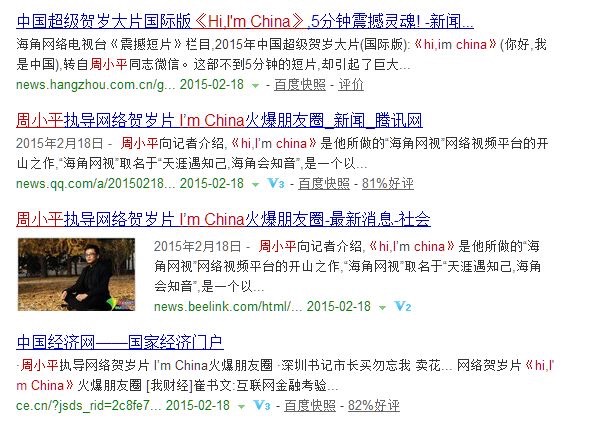 中国超级贺岁大片国际版《Hi,I'm China》,5分钟震撼灵魂! -新闻...
海角网络电视台《震撼短片》栏目,2015年中国超级贺岁大片(国际版):《hi,im china》(你好,我
是中国),转自周小平同志微信。这部不到5分钟的短片,却引起了巨大...
news.hangzhou.com.cn/g... 2015-02-18 - 百度快照 - 评价
周小平执导网络贺岁片 I'm China火爆朋友圈_新闻_腾讯网
2015年2月18日 - 周小平向记者介绍,《hi,I'm china》是他所做的“海角网视”网络视频平台的开
山之作,“海角网视”取名于“天涯遇知己,海角会知音”,是一个以...
news.qq.com/a/20150218... 2015-02-18 V3 - 百度快照 - 81%好评
周小平执导网络贺岁片 I'm China火爆朋友圈-最新消息-社会
2015年2月18日 - 周小平向记者介绍,《hi,I'm china》是他所做的“海
角网视”网络视频平台的开山之作,“海角网视”取名于“天涯遇知己,海
角会知音”,是一个以...
news.beelink.com/html/... 2015-02-18 V2
中国经济网——国家经济门户
·周小平执导网络贺岁片 I'm China火爆朋友圈 ·深圳书记市长买勿忘我 卖花... 网络贺岁片《hi,I'
m China》火爆朋友圈 [我财经]崔书文:互联网金融考验...
ce.cn/?jsds_rid=2c8fe7... 2015-02-18 V3 - 百度快照 - 82%好评